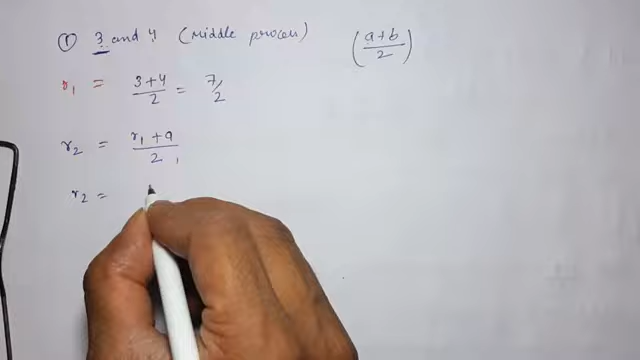 ① 3 and 4 (middle process) (a+b/2)
r₁ = 3+4/2 = 7/2
r₂ = r₁+a/2,
r₂ =